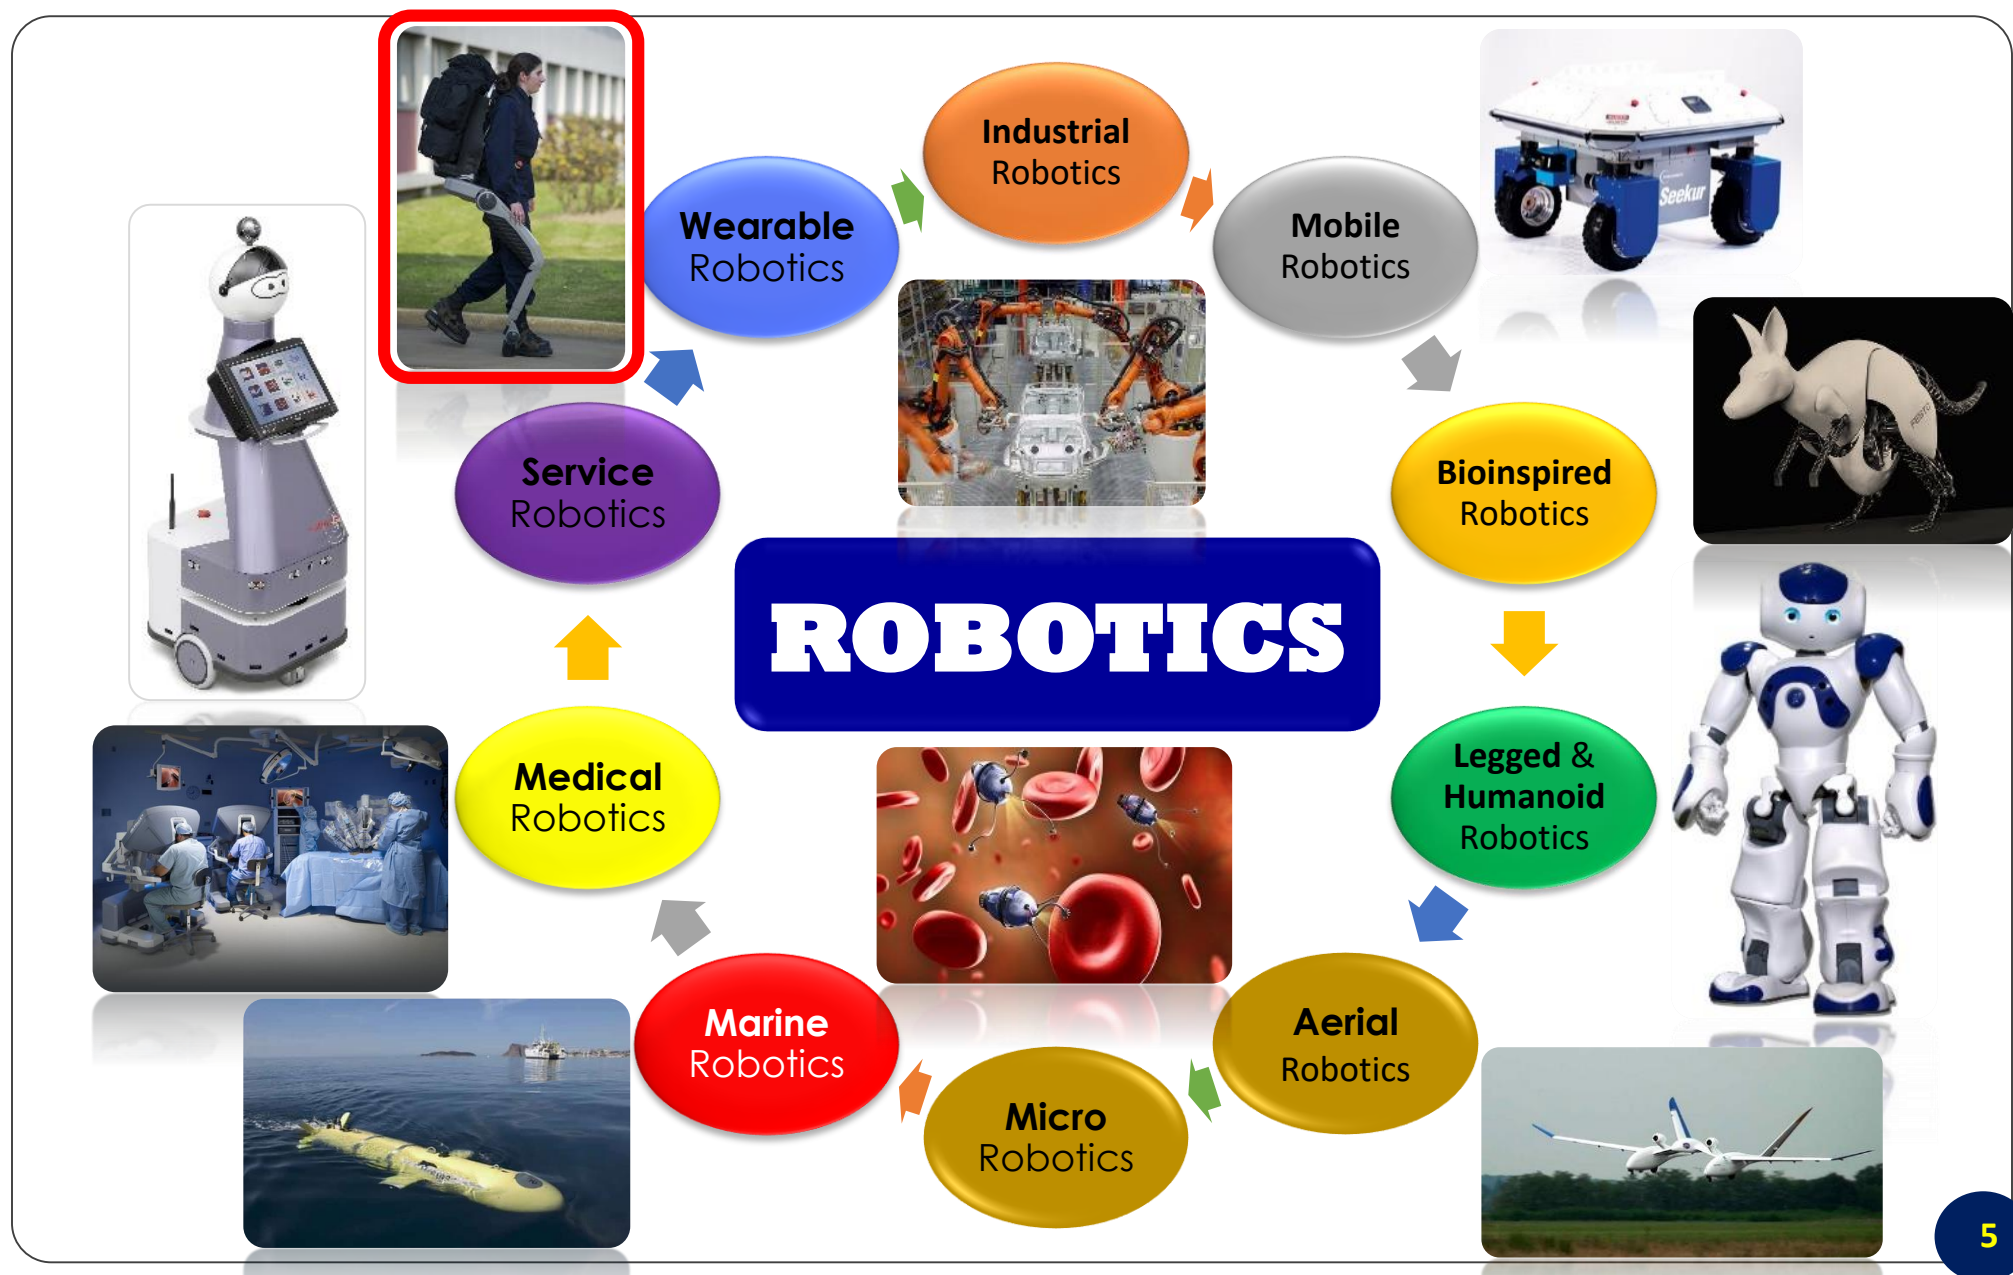 Industrial
Robotics
Wearable
Robotics
Mobile
Robotics
Seekur
Service
Robotics
Bioinspired
Robotics
FESTO
ROBOTICS
Medical
Robotics
Legged &
Humanoid
Robotics
Marine
Robotics
Aerial
Robotics
Micro
Robotics
5